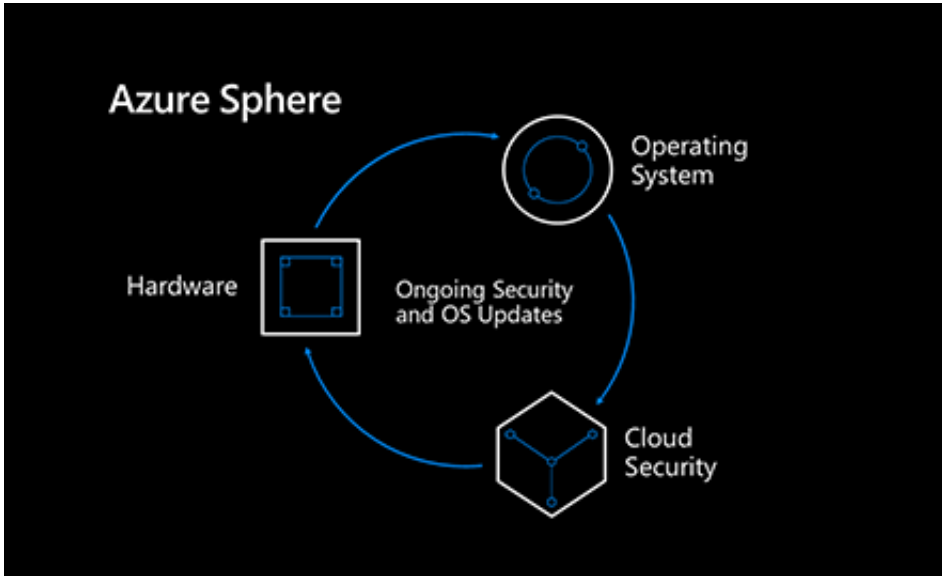 Azure Sphere
Operating
System
Hardware
Ongoing Security
and OS Updates
Cloud
Security